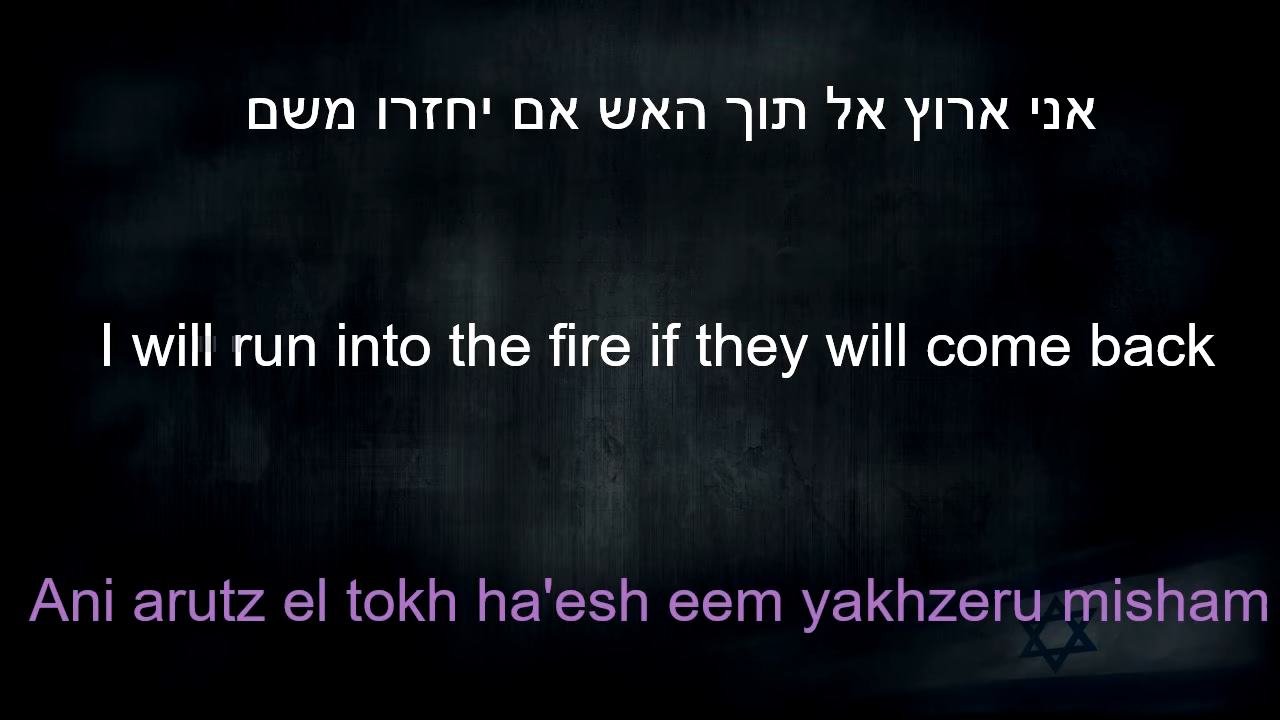 אני ארוץ אל תוך האש אם יחזרו משם
I will run into the fire if they will come back
Ani arutz el tokh ha'esh eem yakhzeru misham